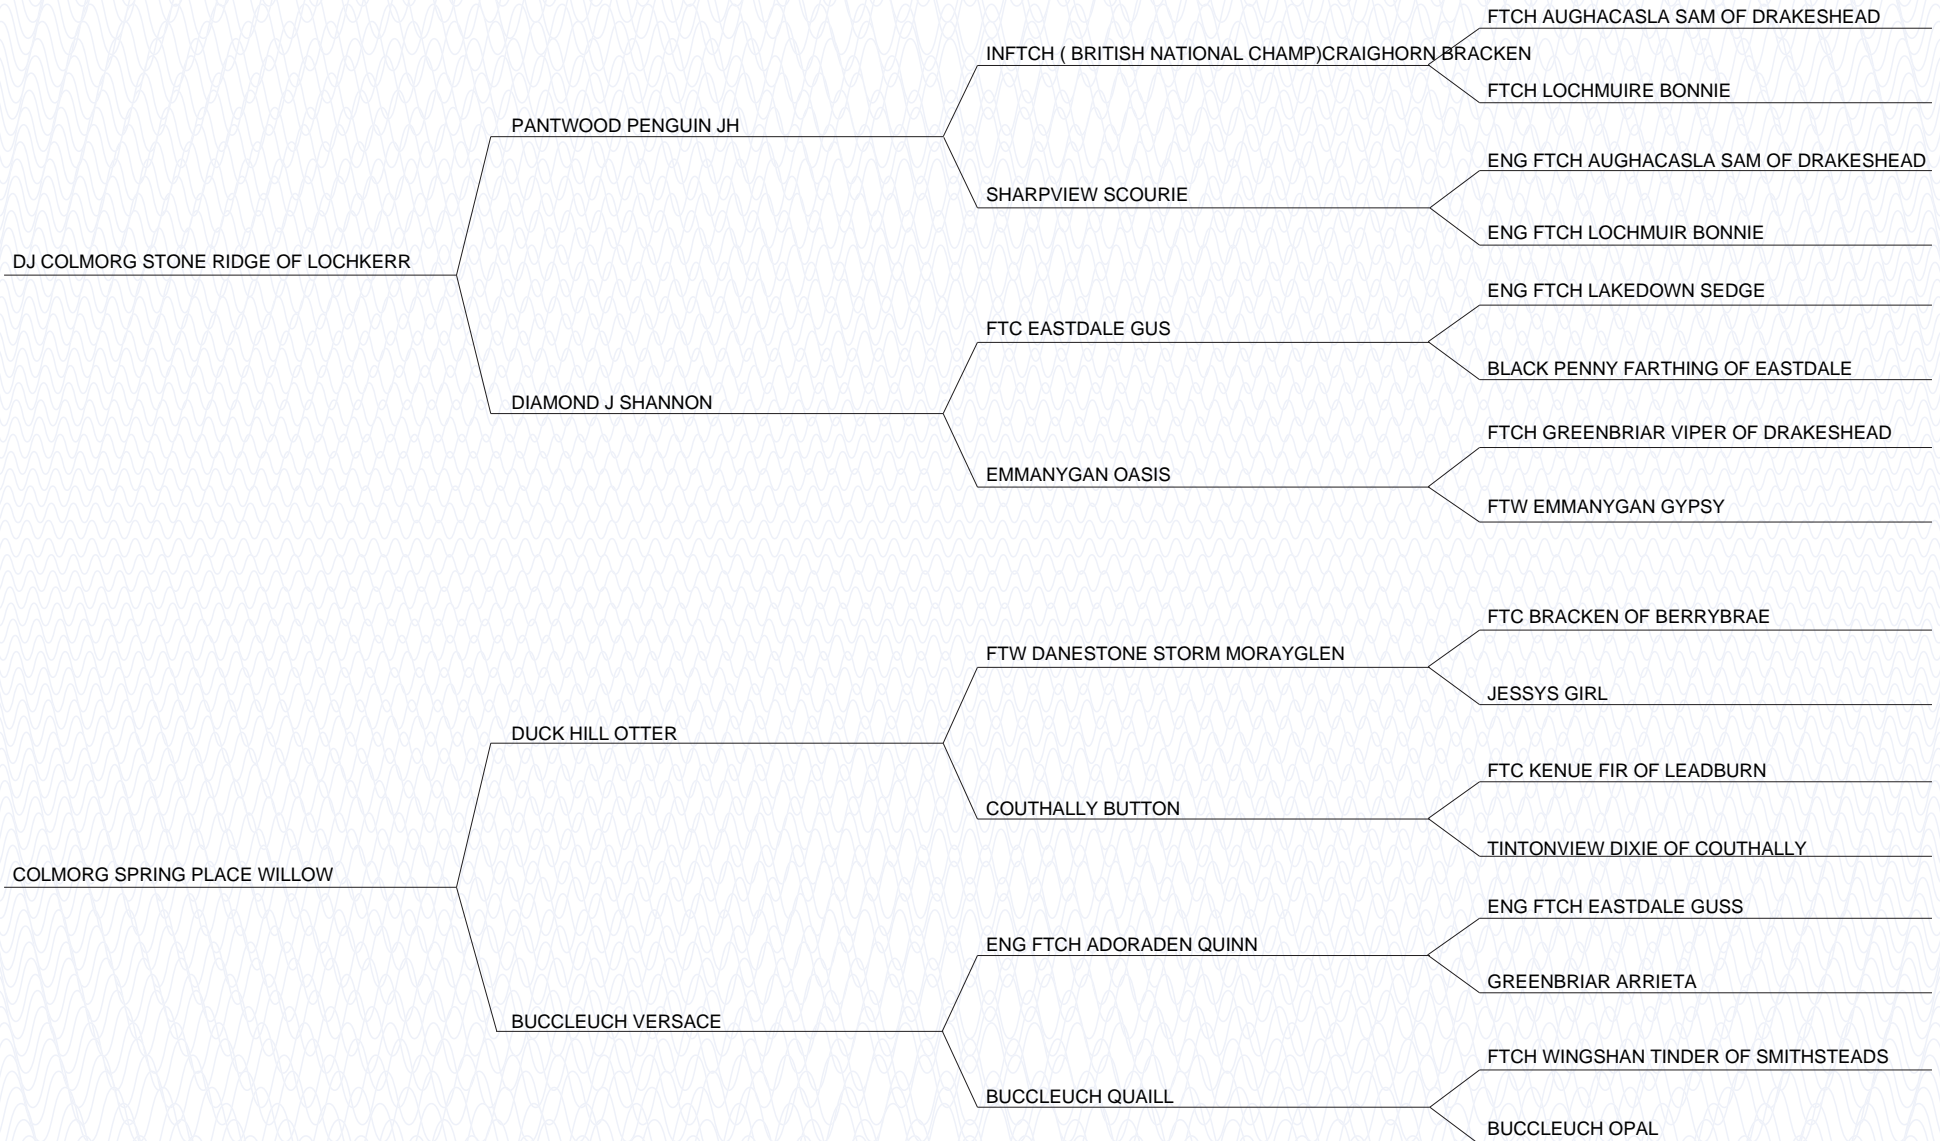 FTCH AUGHACASLA SAM OF DRAKESHEAD
INFTCH ( BRITISH NATIONAL CHAMP)CRAIGHORN BRACKEN
FTCH LOCHMUIRE BONNIE
PANTWOOD PENGUIN JH
ENG FTCH AUGHACASLA SAM OF DRAKESHEAD
SHARPVIEW SCOURIE
ENG FTCH LOCHMUIR BONNIE
DJ COLMORG STONE RIDGE OF LOCHKERR
ENG FTCH LAKEDOWN SEDGE
FTC EASTDALE GUS
BLACK PENNY FARTHING OF EASTDALE
DIAMOND J SHANNON
FTCH GREENBRIAR VIPER OF DRAKESHEAD
EMMANYGAN OASIS
FTW EMMANYGAN GYPSY
FTC BRACKEN OF BERRYBRAE
FTW DANESTONE STORM MORAYGLEN
JESSYS GIRL
DUCK HILL OTTER
FTC KENUE FIR OF LEADBURN
COUTHALLY BUTTON
TINTONVIEW DIXIE OF COUTHALLY
COLMORG SPRING PLACE WILLOW
ENG FTCH EASTDALE GUSS
ENG FTCH ADORADEN QUINN
GREENBRIAR ARRIETA
BUCCLEUCH VERSACE
FTCH WINGSHAN TINDER OF SMITHSTEADS
BUCCLEUCH QUAILL
BUCCLEUCH OPAL